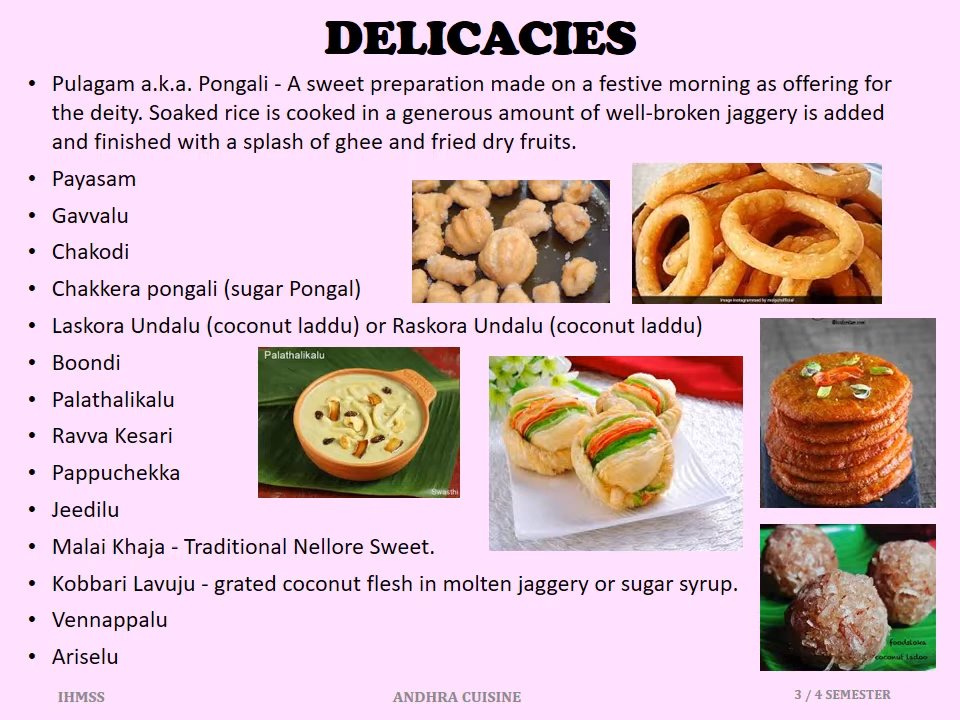 DELICACIES
• Pulagam a.k.a. Pongali - A sweet preparation made on a festive morning as offering for
the deity. Soaked rice is cooked in a generous amount of well-broken jaggery is added
and finished with a splash of ghee and fried dry fruits.
• Payasam
• Gavvalu
• Chakodi
• Chakkera pongali (sugar Pongal)
• Laskora Undalu (coconut laddu) or Raskora Undalu (coconut laddu)
• Boondi
• Palathalikalu
• Ravva Kesari
• Pappuchekka
• Jeedilu
• Malai Khaja - Traditional Nellore Sweet.
• Kobbari Lavuju - grated coconut flesh in molten jaggery or sugar syrup.
• Vennappalu
• Ariselu
Palathalikalu
Swasthi
coconut ladoo
IHMSS
ANDHRA CUISINE
3 / 4 SEMESTER